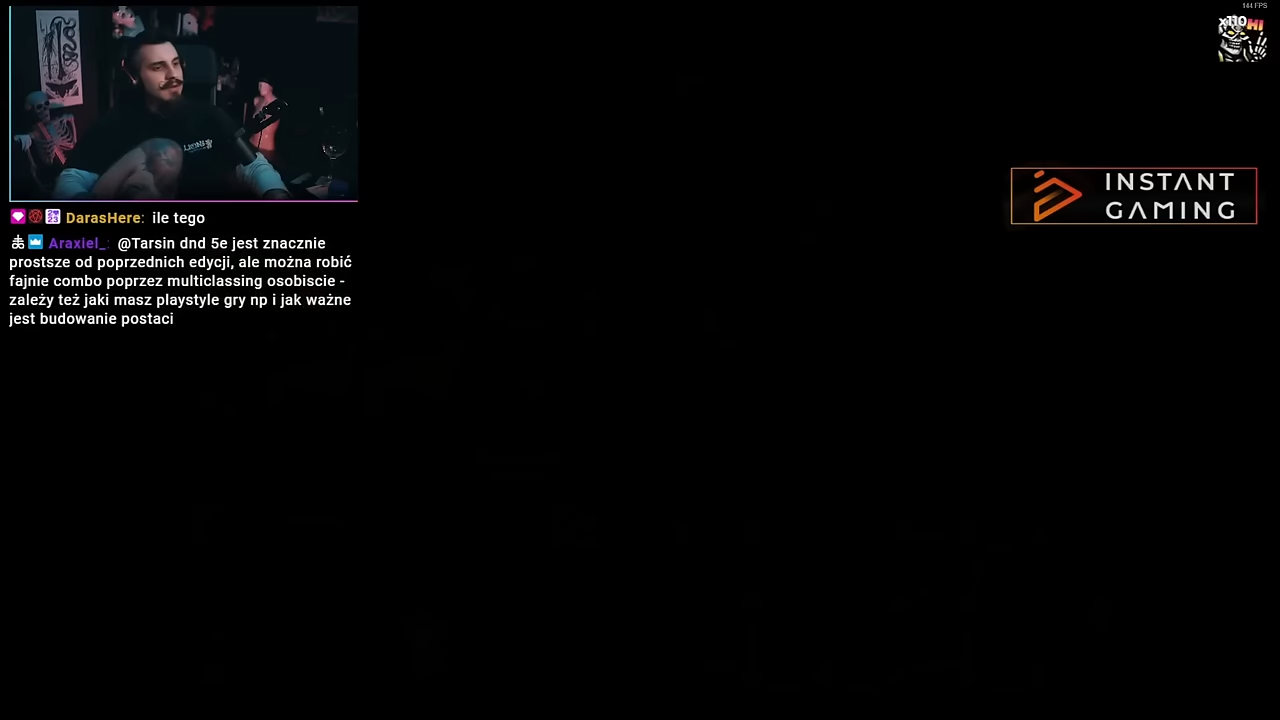 144 FPS
x110
HI
INSTANT
GAMING
DarasHere: ile tego
Araxiel_: @Tarsin dnd 5e jest znacznie
prostsze od poprzednich edycji, ale można robić
fajnie combo poprzez multiclassing osobiscie -
zależy też jaki masz playstyle gry np i jak ważne
jest budowanie postaci